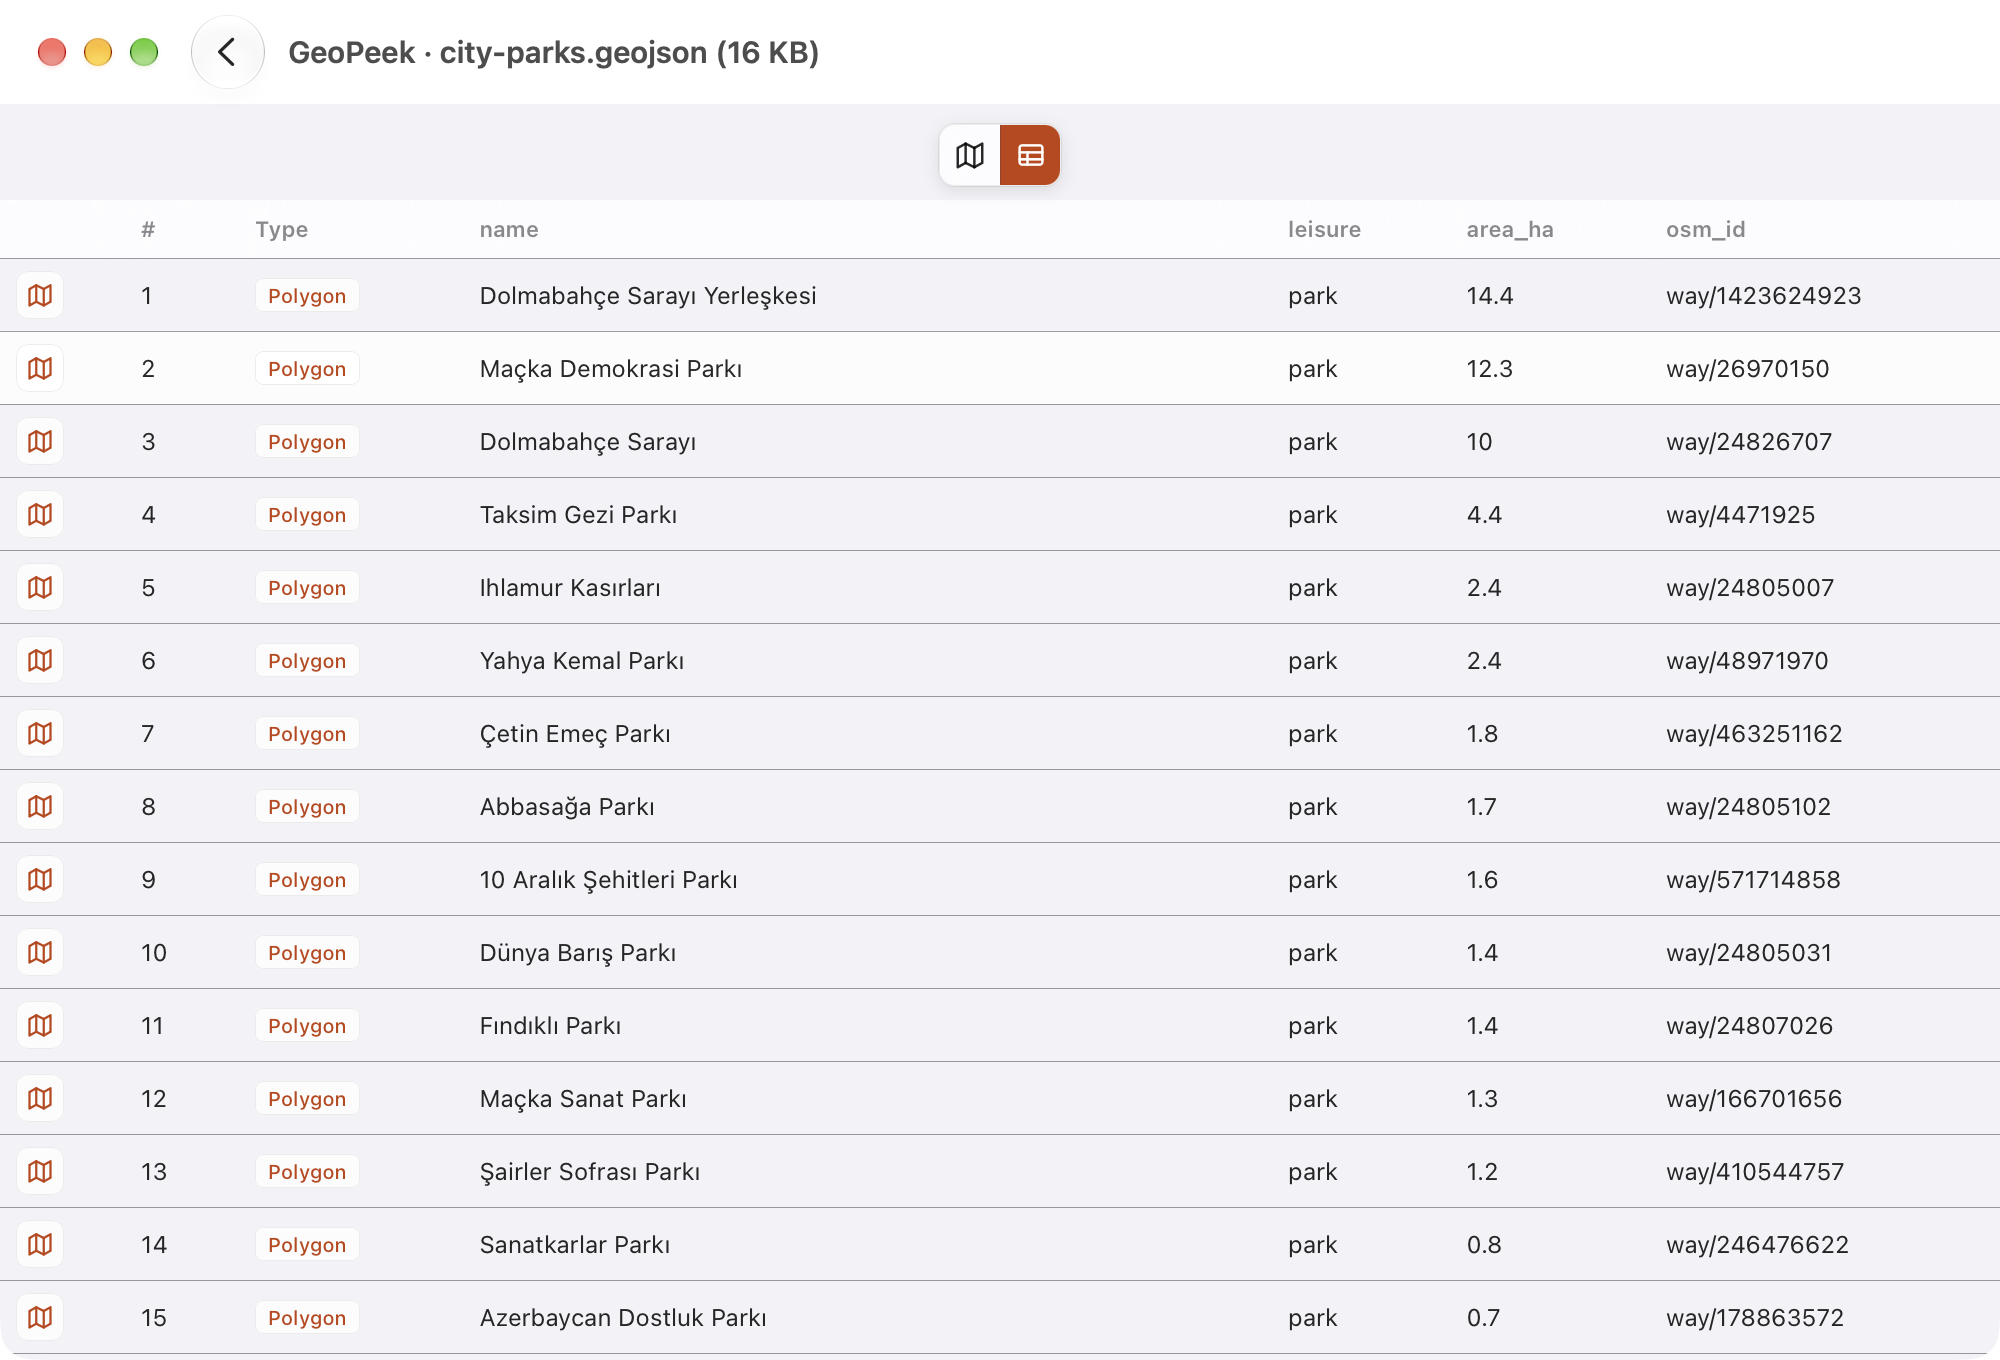 GeoPeek · city-parks.geojson (16 KB)
# Type name leisure area_ha osm_id
1 Polygon Dolmabahçe Sarayı Yerleşkesi park 14.4 way/1423624923
2 Polygon Maçka Demokrasi Parkı park 12.3 way/26970150
3 Polygon Dolmabahçe Sarayı park 10 way/24826707
4 Polygon Taksim Gezi Parkı park 4.4 way/4471925
5 Polygon Ihlamur Kasırları park 2.4 way/24805007
6 Polygon Yahya Kemal Parkı park 2.4 way/48971970
7 Polygon Çetin Emeç Parkı park 1.8 way/463251162
8 Polygon Abbasağa Parkı park 1.7 way/24805102
9 Polygon 10 Aralık Şehitleri Parkı park 1.6 way/571714858
10 Polygon Dünya Barış Parkı park 1.4 way/24805031
11 Polygon Fındıklı Parkı park 1.4 way/24807026
12 Polygon Maçka Sanat Parkı park 1.3 way/166701656
13 Polygon Şairler Sofrası Parkı park 1.2 way/410544757
14 Polygon Sanatkarlar Parkı park 0.8 way/246476622
15 Polygon Azerbaycan Dostluk Parkı park 0.7 way/178863572